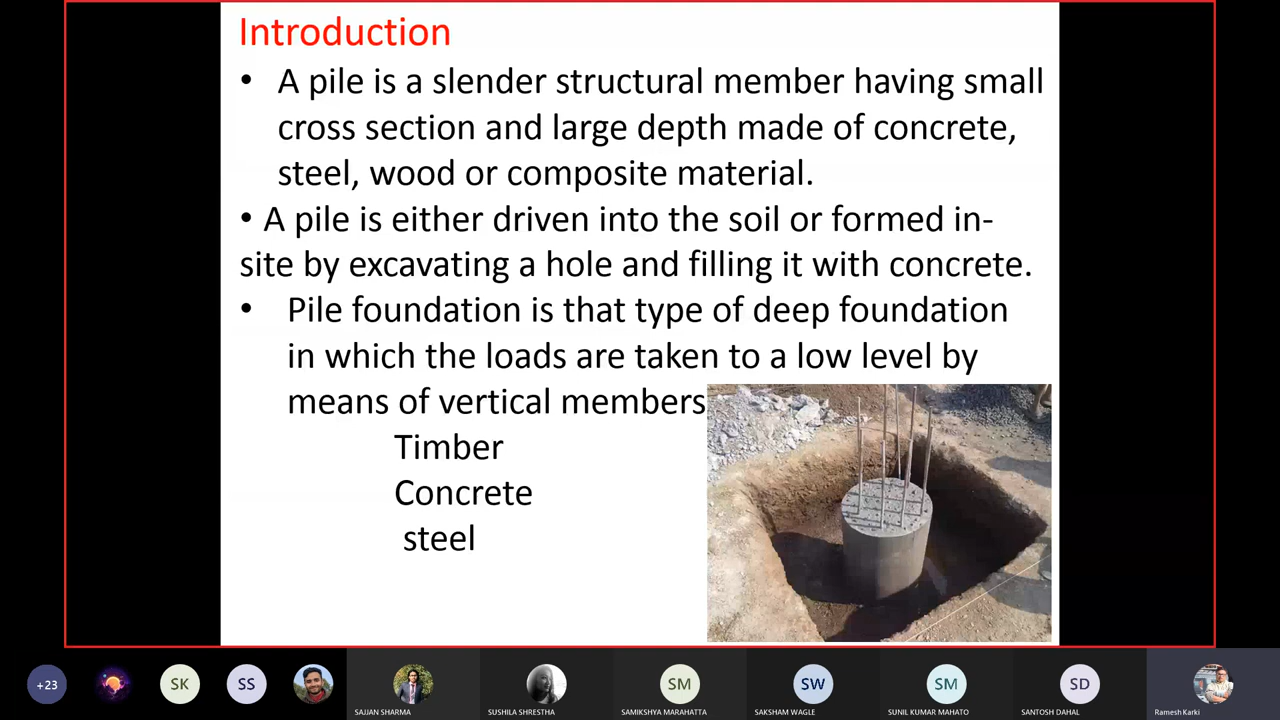 Introduction
• A pile is a slender structural member having small
cross section and large depth made of concrete,
steel, wood or composite material.
• A pile is either driven into the soil or formed in-
site by excavating a hole and filling it with concrete.
• Pile foundation is that type of deep foundation
in which the loads are taken to a low level by
means of vertical members
Timber
Concrete
steel
+23
SK
SS
SAJJAN SHARMA
SUSHILA SHRESTHA
SM
SAMIKSHYA MARAHATTA
SW
SAKSHAM WAGLE
SM
SUNIL KUMAR MAHATO
SD
SANTOSH DAHAL
Ramesh Karki